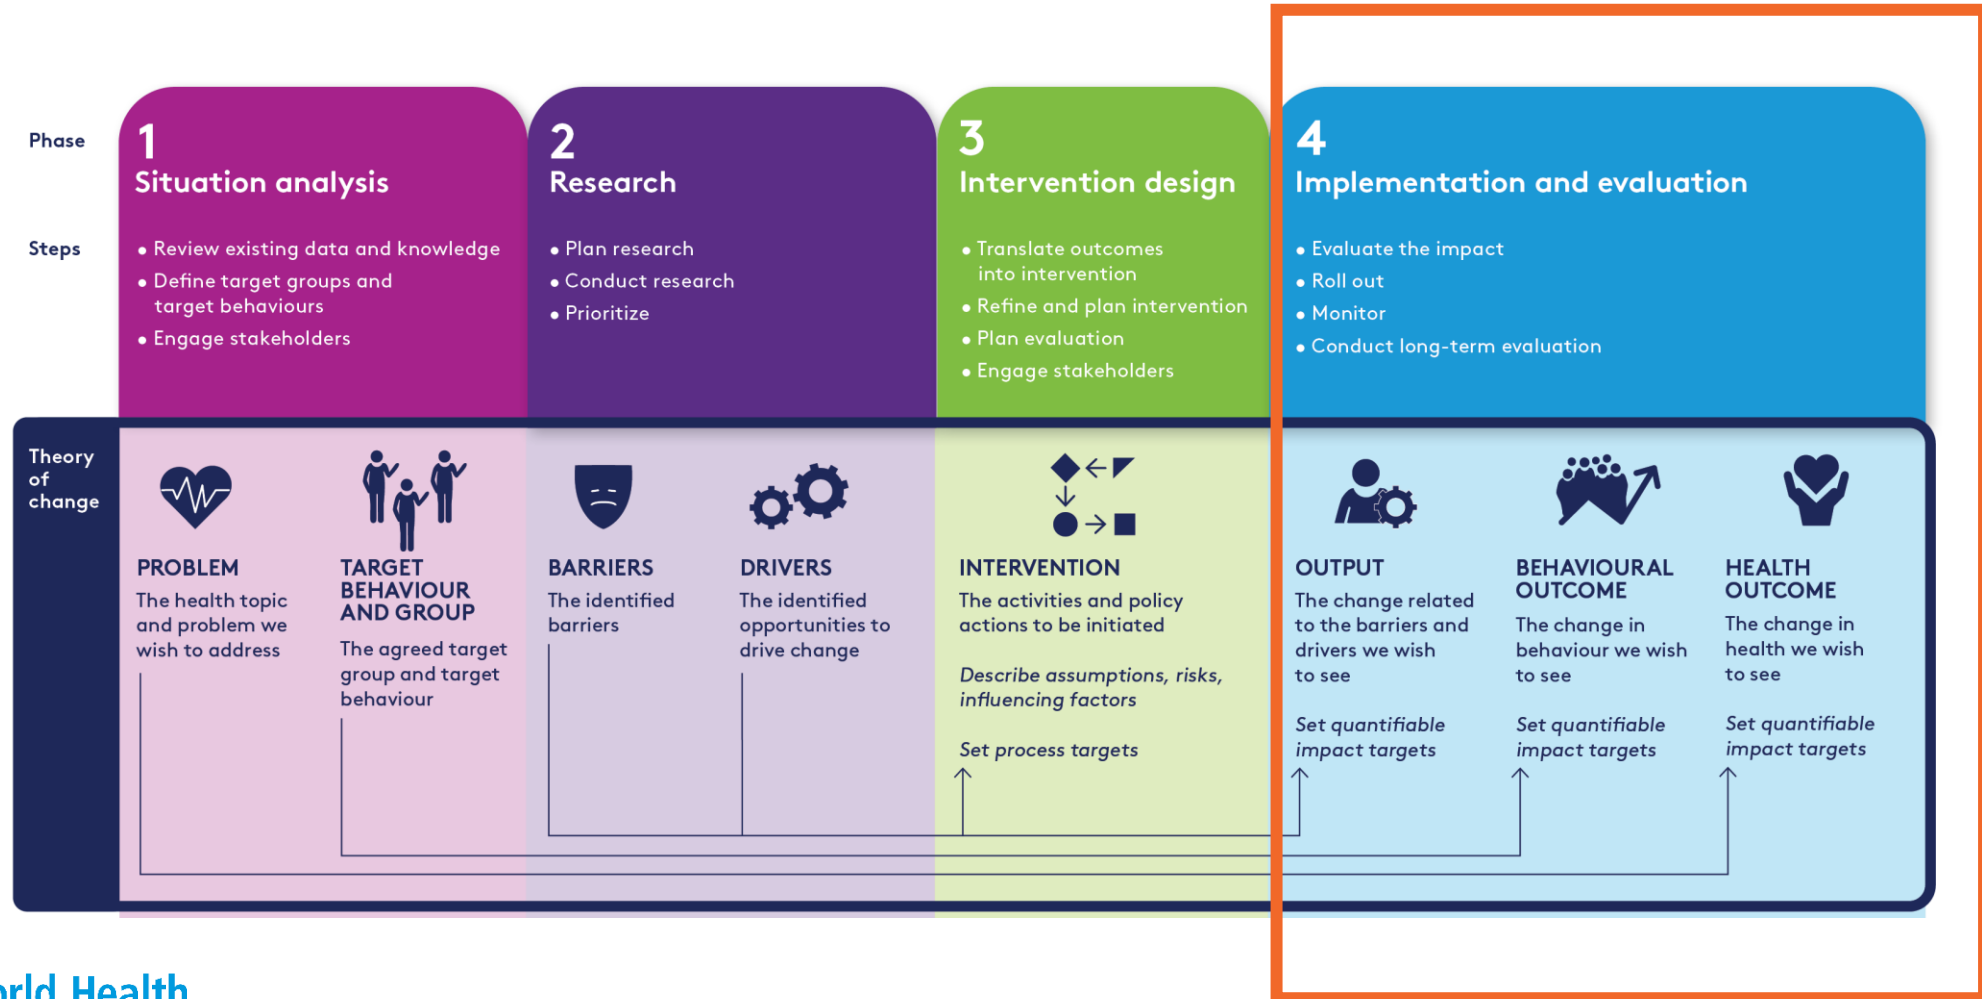 Phase
1
Situation analysis
2
Research
3
Intervention design
4
Implementation and evaluation
Steps
• Review existing data and knowledge
• Define target groups and
target behaviours
• Engage stakeholders
• Plan research
• Conduct research
• Prioritize
• Translate outcomes
into intervention
• Refine and plan intervention
• Plan evaluation
• Engage stakeholders
• Evaluate the impact
• Roll out
• Monitor
• Conduct long-term evaluation
Theory
of
change
PROBLEM
The health topic
and problem we
wish to address
TARGET
BEHAVIOUR
AND GROUP
The agreed target
group and target
behaviour
BARRIERS
The identified
barriers
DRIVERS
The identified
opportunities to
drive change
INTERVENTION
The activities and policy
actions to be initiated
Describe assumptions, risks,
influencing factors
Set process targets
OUTPUT
The change related
to the barriers and
drivers we wish
to see
Set quantifiable
impact targets
BEHAVIOURAL
OUTCOME
The change in
behaviour we wish
to see
Set quantifiable
impact targets
HEALTH
OUTCOME
The change in
health we wish
to see
Set quantifiable
impact targets
orld Health